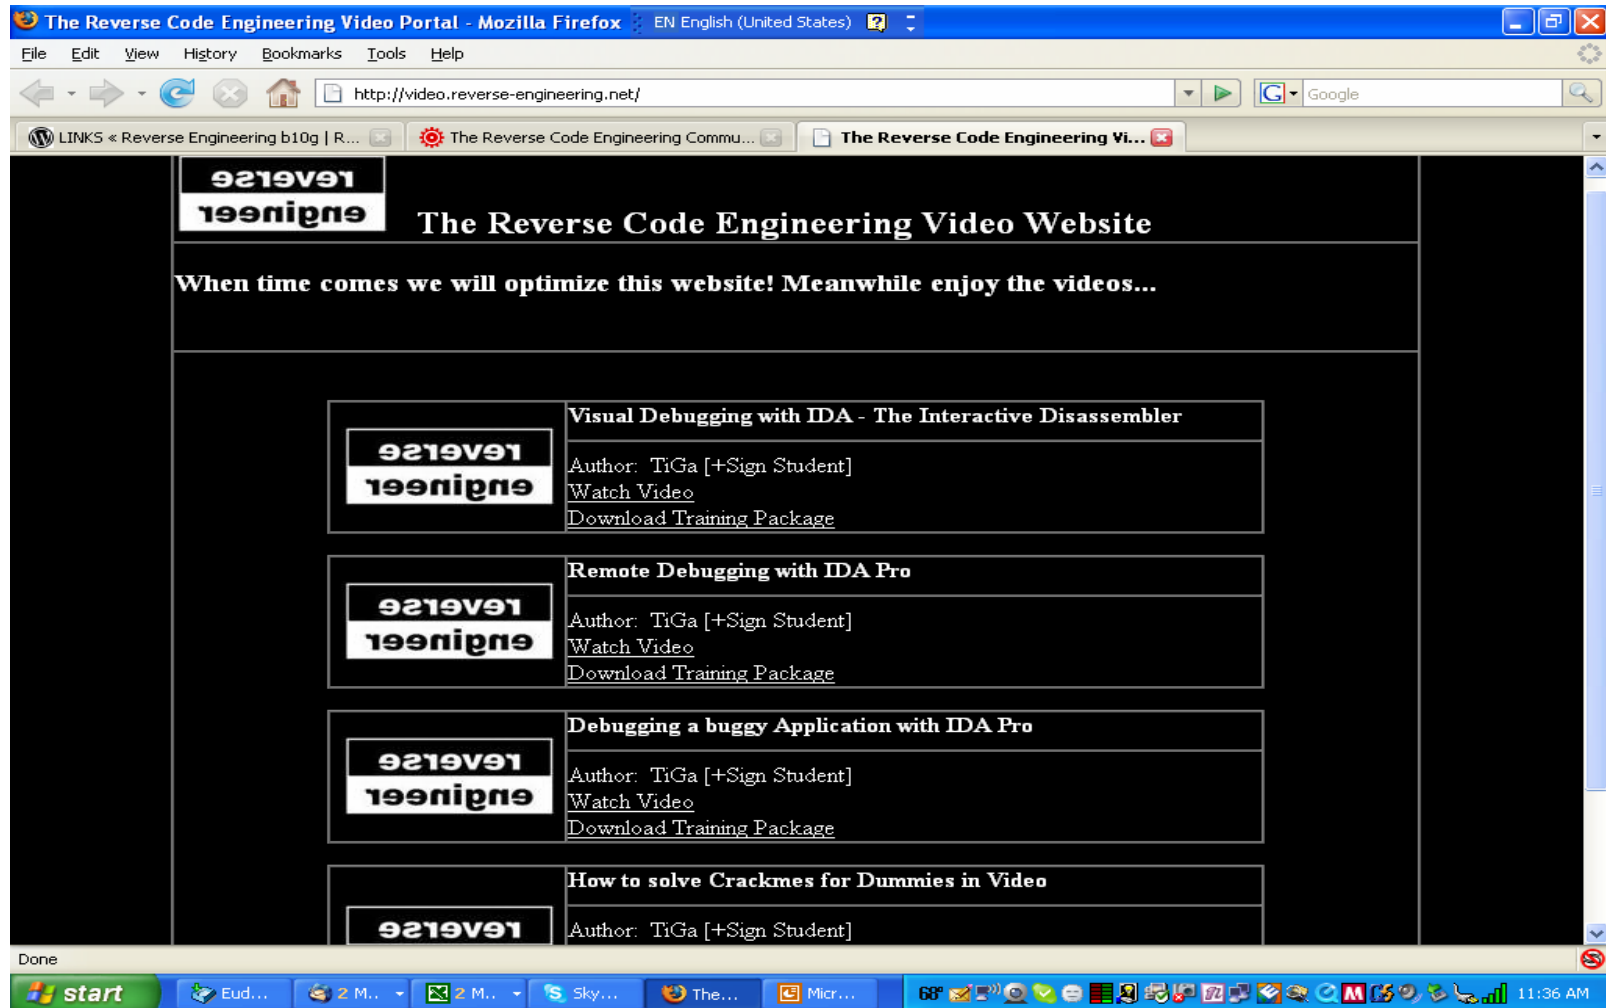 The Reverse Code Engineering Video Portal - Mozilla Firefox
EN English (United States)
File Edit View History Bookmarks Tools Help
http://video.reverse-engineering.net/
Google
LINKS « Reverse Engineering b10g | R...
The Reverse Code Engineering Commu...
The Reverse Code Engineering Vi...
reverse
engineer
The Reverse Code Engineering Video Website
When time comes we will optimize this website! Meanwhile enjoy the videos...
Visual Debugging with IDA - The Interactive Disassembler
reverse
engineer
Author: TiGa [+Sign Student]
Watch Video
Download Training Package
Remote Debugging with IDA Pro
reverse
engineer
Author: TiGa [+Sign Student]
Watch Video
Download Training Package
Debugging a buggy Application with IDA Pro
reverse
engineer
Author: TiGa [+Sign Student]
Watch Video
Download Training Package
How to solve Crackmes for Dummies in Video
reverse
Author: TiGa [+Sign Student]
Done
start Eud... 2 M.. 2 M.. Sky... The... Micr... 68° 11:36 AM